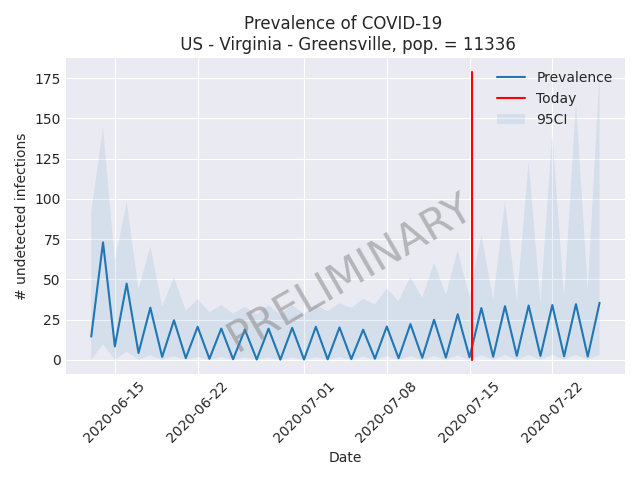 Prevalence of COVID-19
US - Virginia - Greensville, pop. = 11336
175
150
125
100
75
50
25
0
# undetected infections
Prevalence
Today
95CI
PRELIMINARY
2020-06-15
2020-06-22
2020-07-01
2020-07-08
2020-07-15
2020-07-22
Date